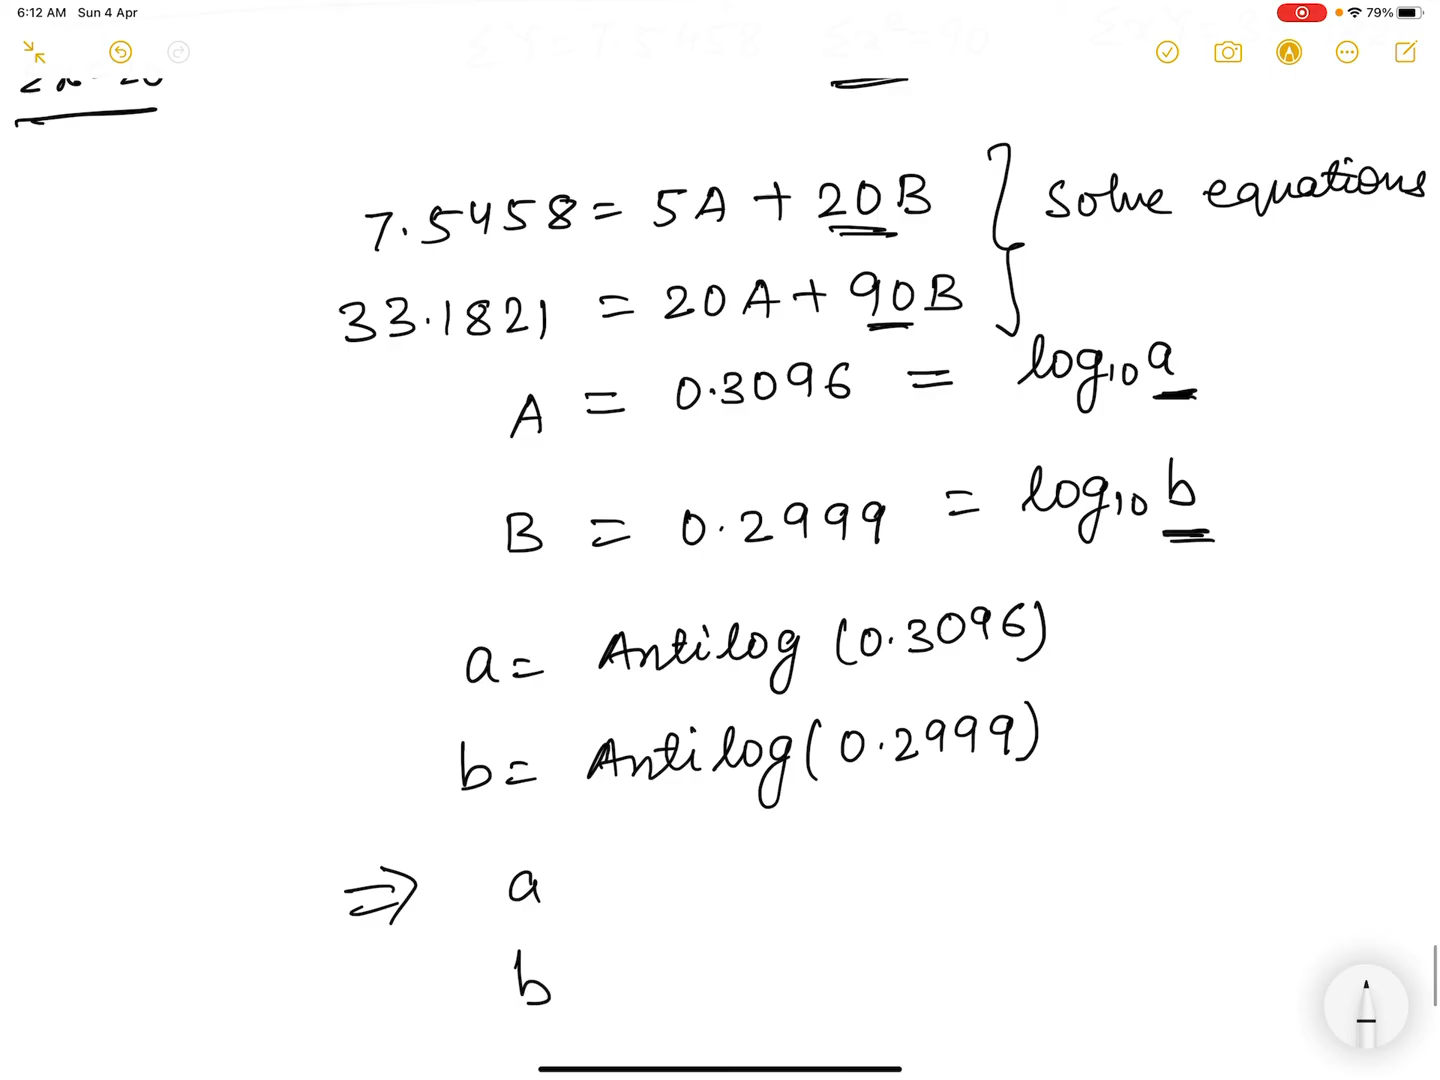 6:12 AM Sun 4 Apr
79%
7.5458 = 5A + 20B
33.1821 = 20A + 90B
} solve equations
A = 0.3096 = log₁₀ a
B = 0.2999 = log₁₀ b
a = Antilog (0.3096)
b = Antilog (0.2999)
⇒ a
b